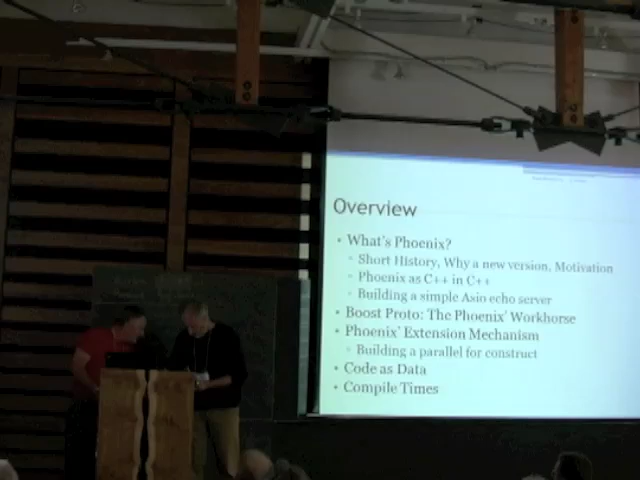 Overview
• What's Phoenix?
▫ Short History, Why a new version, Motivation
▫ Phoenix as C++ in C++
▫ Building a simple Asio echo server
• Boost Proto: The Phoenix' Workhorse
• Phoenix' Extension Mechanism
▫ Building a parallel for construct
• Code as Data
• Compile Times